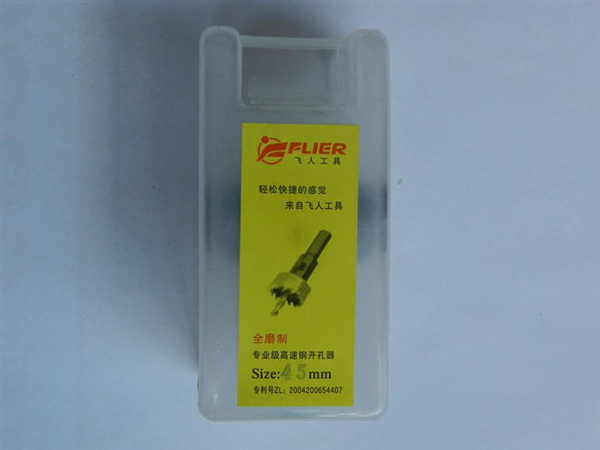 FLIER
飞人工具
轻松快捷的感觉
来自飞人工具
全磨制
专业级高速钢开孔器
Size:45mm
专利号ZL：2004200654407